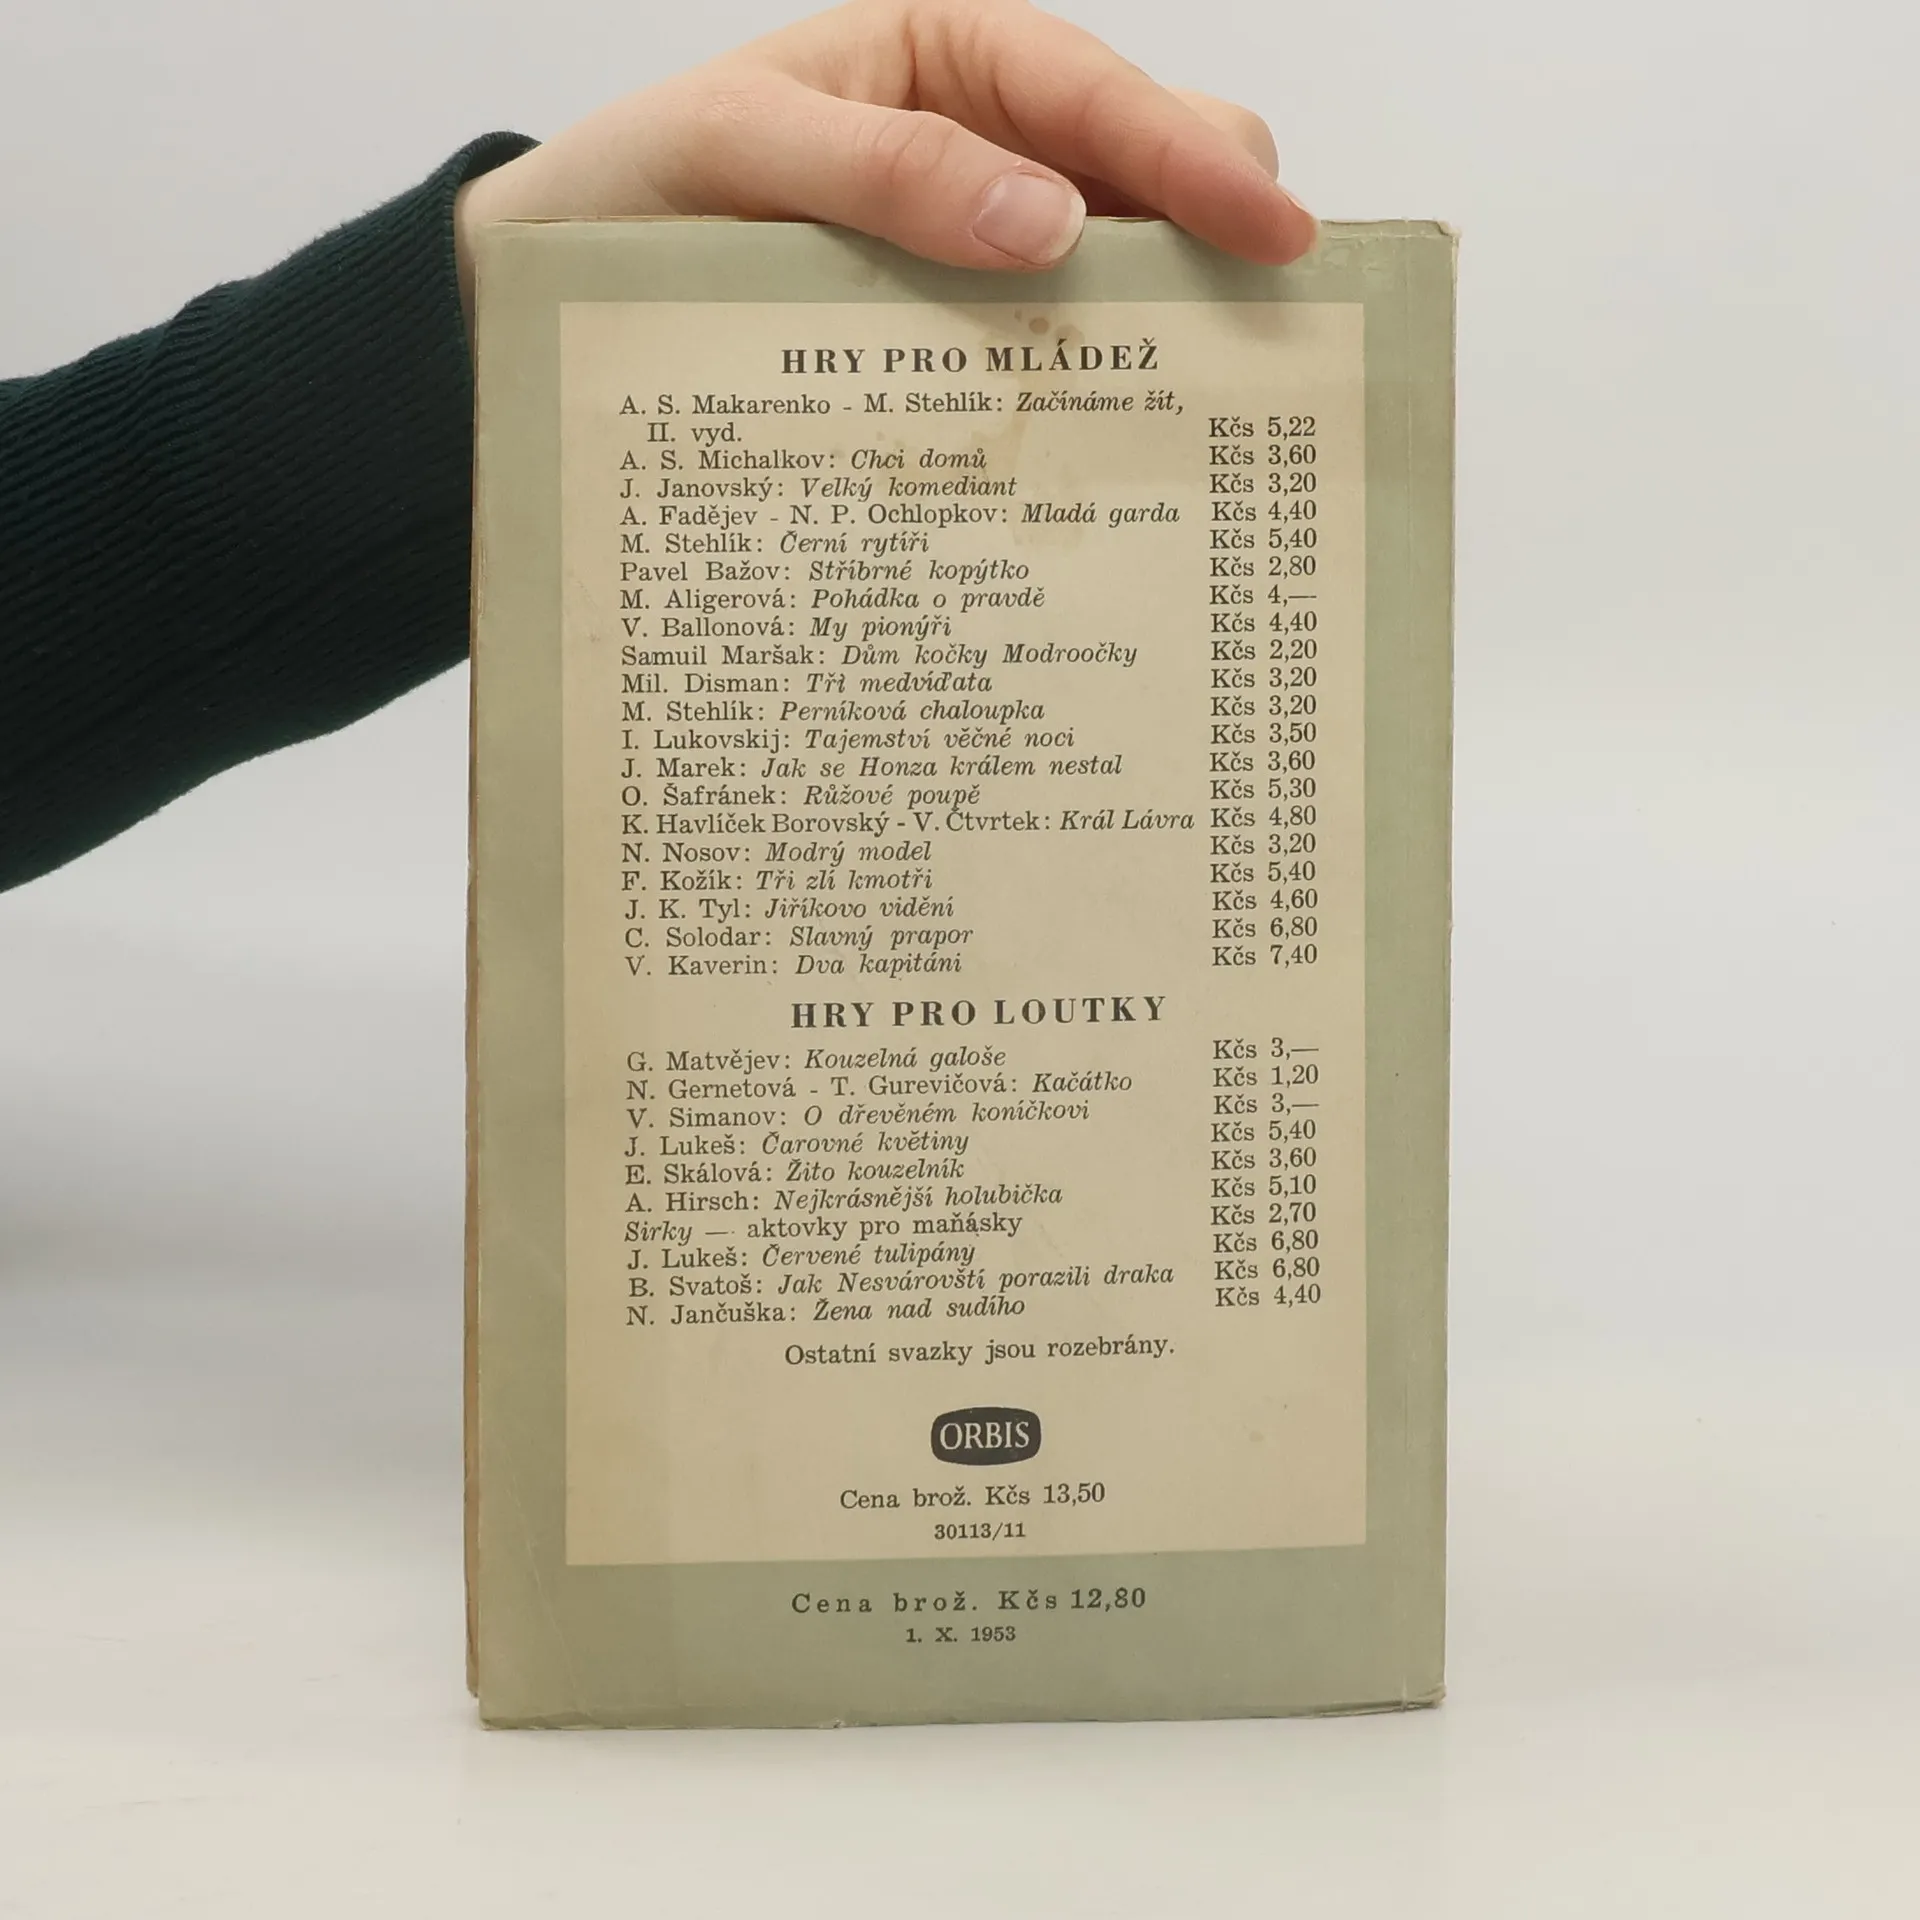 HRY PRO MLÁDEŽ
A. S. Makarenko - M. Stehlík: Začínáme žít,
II. vyd. Kčs 5,22
A. S. Michalkov: Chci domů Kčs 3,60
J. Janovský: Velký komediant Kčs 3,20
A. Fadějev - N. P. Ochlopkov: Mladá garda Kčs 4,40
M. Stehlík: Černí rytíři Kčs 5,40
Pavel Bažov: Stříbrné kopýtko Kčs 2,80
M. Aligerová: Pohádka o pravdě Kčs 4,—
V. Ballonová: My pionýři Kčs 4,40
Samuil Maršak: Dům kočky Modroočky Kčs 2,20
Mil. Disman: Tři medvíďata Kčs 3,20
M. Stehlík: Perníková chaloupka Kčs 3,20
I. Lukovskij: Tajemství věčné noci Kčs 3,50
J. Marek: Jak se Honza králem nestal Kčs 3,60
O. Šafránek: Růžové poupě Kčs 5,30
K. Havlíček Borovský - V. Čtvrtek: Král Lávra Kčs 4,80
N. Nosov: Modrý model Kčs 3,20
F. Kožík: Tři zlí kmotři Kčs 5,40
J. K. Tyl: Jiříkovo vidění Kčs 4,60
C. Solodar: Slavný prapor Kčs 6,80
V. Kaverin: Dva kapitáni Kčs 7,40
HRY PRO LOUTKY
G. Matvějev: Kouzelná galoše Kčs 3,—
N. Gernetová - T. Gurevičová: Kačátko Kčs 1,20
V. Simanov: O dřevěném koníčkovi Kčs 3,—
J. Lukeš: Čarovné květiny Kčs 5,40
E. Skálová: Žito kouzelník Kčs 3,60
A. Hirsch: Nejkrásnější holubička Kčs 5,10
Sirky — aktovky pro maňásky Kčs 2,70
J. Lukeš: Červené tulipány Kčs 6,80
B. Svatoš: Jak Nesvárovští porazili draka Kčs 6,80
N. Jančuška: Žena nad sudího Kčs 4,40
Ostatní svazky jsou rozebrány.
ORBIS
Cena brož. Kčs 13,50
30113/11
Cena brož. Kčs 12,80
1. X. 1953